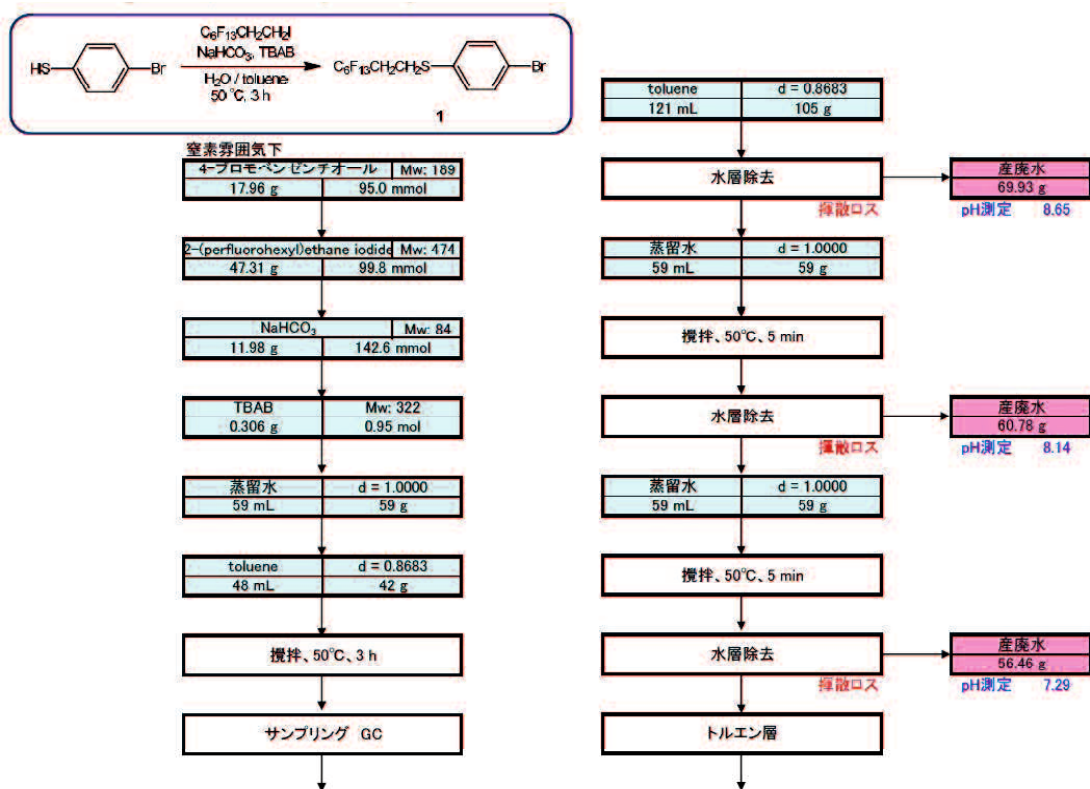 C6F13CH2CH2I
NaHCO3, TBAB
HS
Br
H2O / toluene
50 °C, 3 h
C6F13CH2CH2S
Br
1
窒素雰囲気下
4-ブロモベンゼンチオール Mw: 189
17.96 g 95.0 mmol
2-(perfluorohexyl)ethane iodide Mw: 474
47.31 g 99.8 mmol
NaHCO3 Mw: 84
11.98 g 142.6 mmol
TBAB Mw: 322
0.306 g 0.95 mol
蒸留水 d = 1.0000
59 mL 59 g
toluene d = 0.8683
48 mL 42 g
攪拌、50℃、3 h
サンプリング GC
toluene d = 0.8683
121 mL 105 g
水層除去
揮散ロス
産廃水
69.93 g
pH測定 8.65
蒸留水 d = 1.0000
59 mL 59 g
攪拌、50℃、5 min
水層除去
揮散ロス
産廃水
60.78 g
pH測定 8.14
蒸留水 d = 1.0000
59 mL 59 g
攪拌、50℃、5 min
水層除去
揮散ロス
産廃水
56.46 g
pH測定 7.29
トルエン層